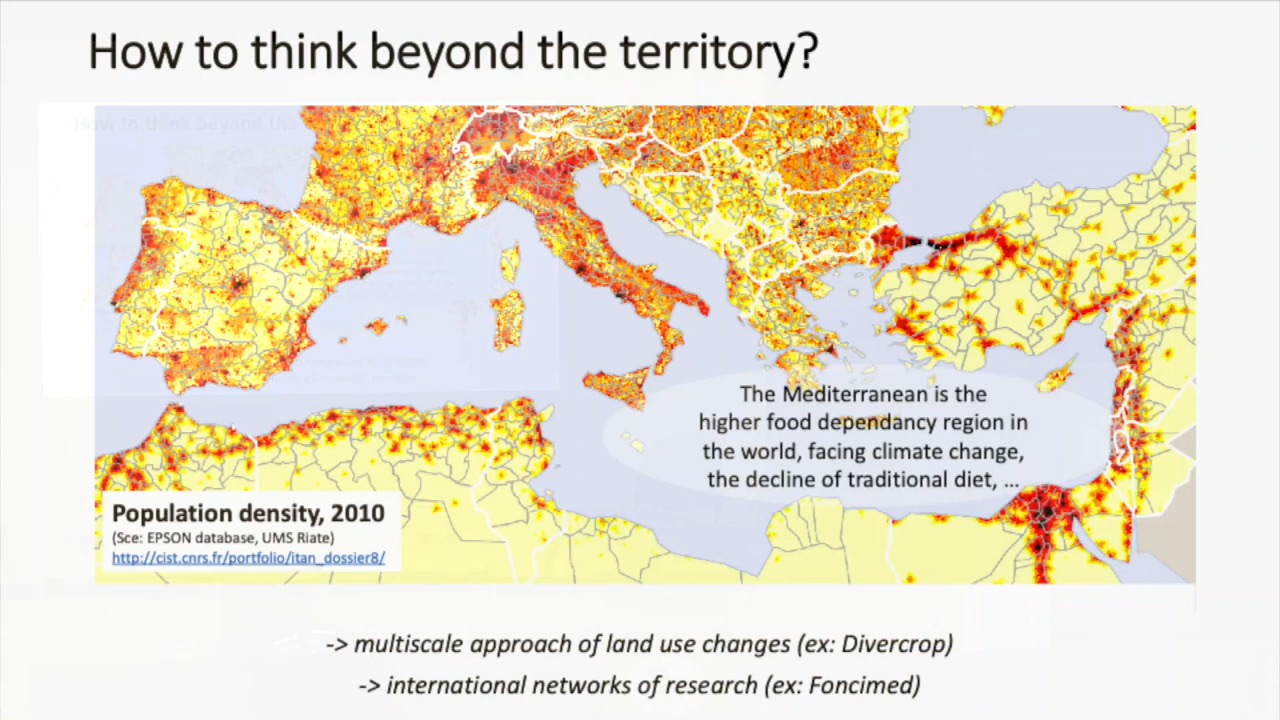 How to think beyond the territory?
The Mediterranean is the
higher food dependancy region in
the world, facing climate change,
the decline of traditional diet, ...
Population density, 2010
(Sce: EPSON database, UMS Riate)
http://cist.cnrs.fr/portfolio/itan_dossier8/
-> multiscale approach of land use changes (ex: Divercrop)
-> international networks of research (ex: Foncimed)